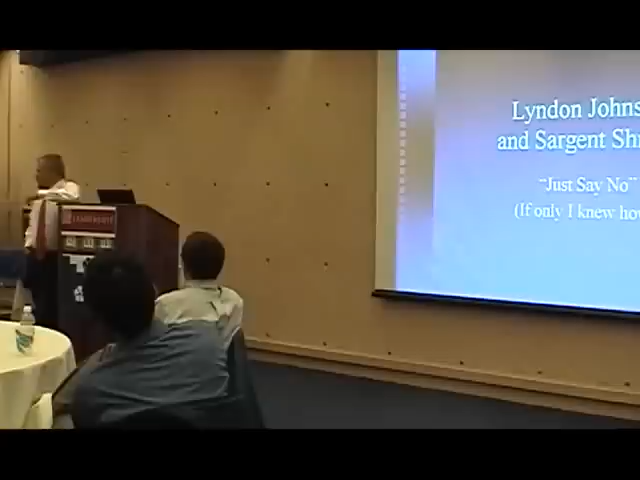 Lyndon Johns
and Sargent Shr
"Just Say No"
(If only I knew how